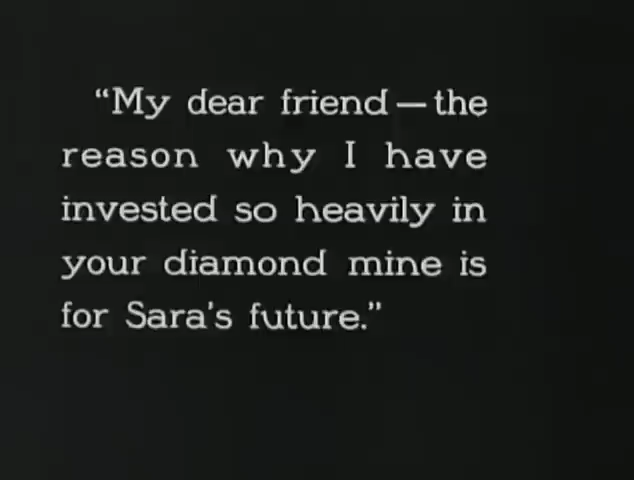 “My dear friend — the
reason why I have
invested so heavily in
your diamond mine is
for Sara's future.”